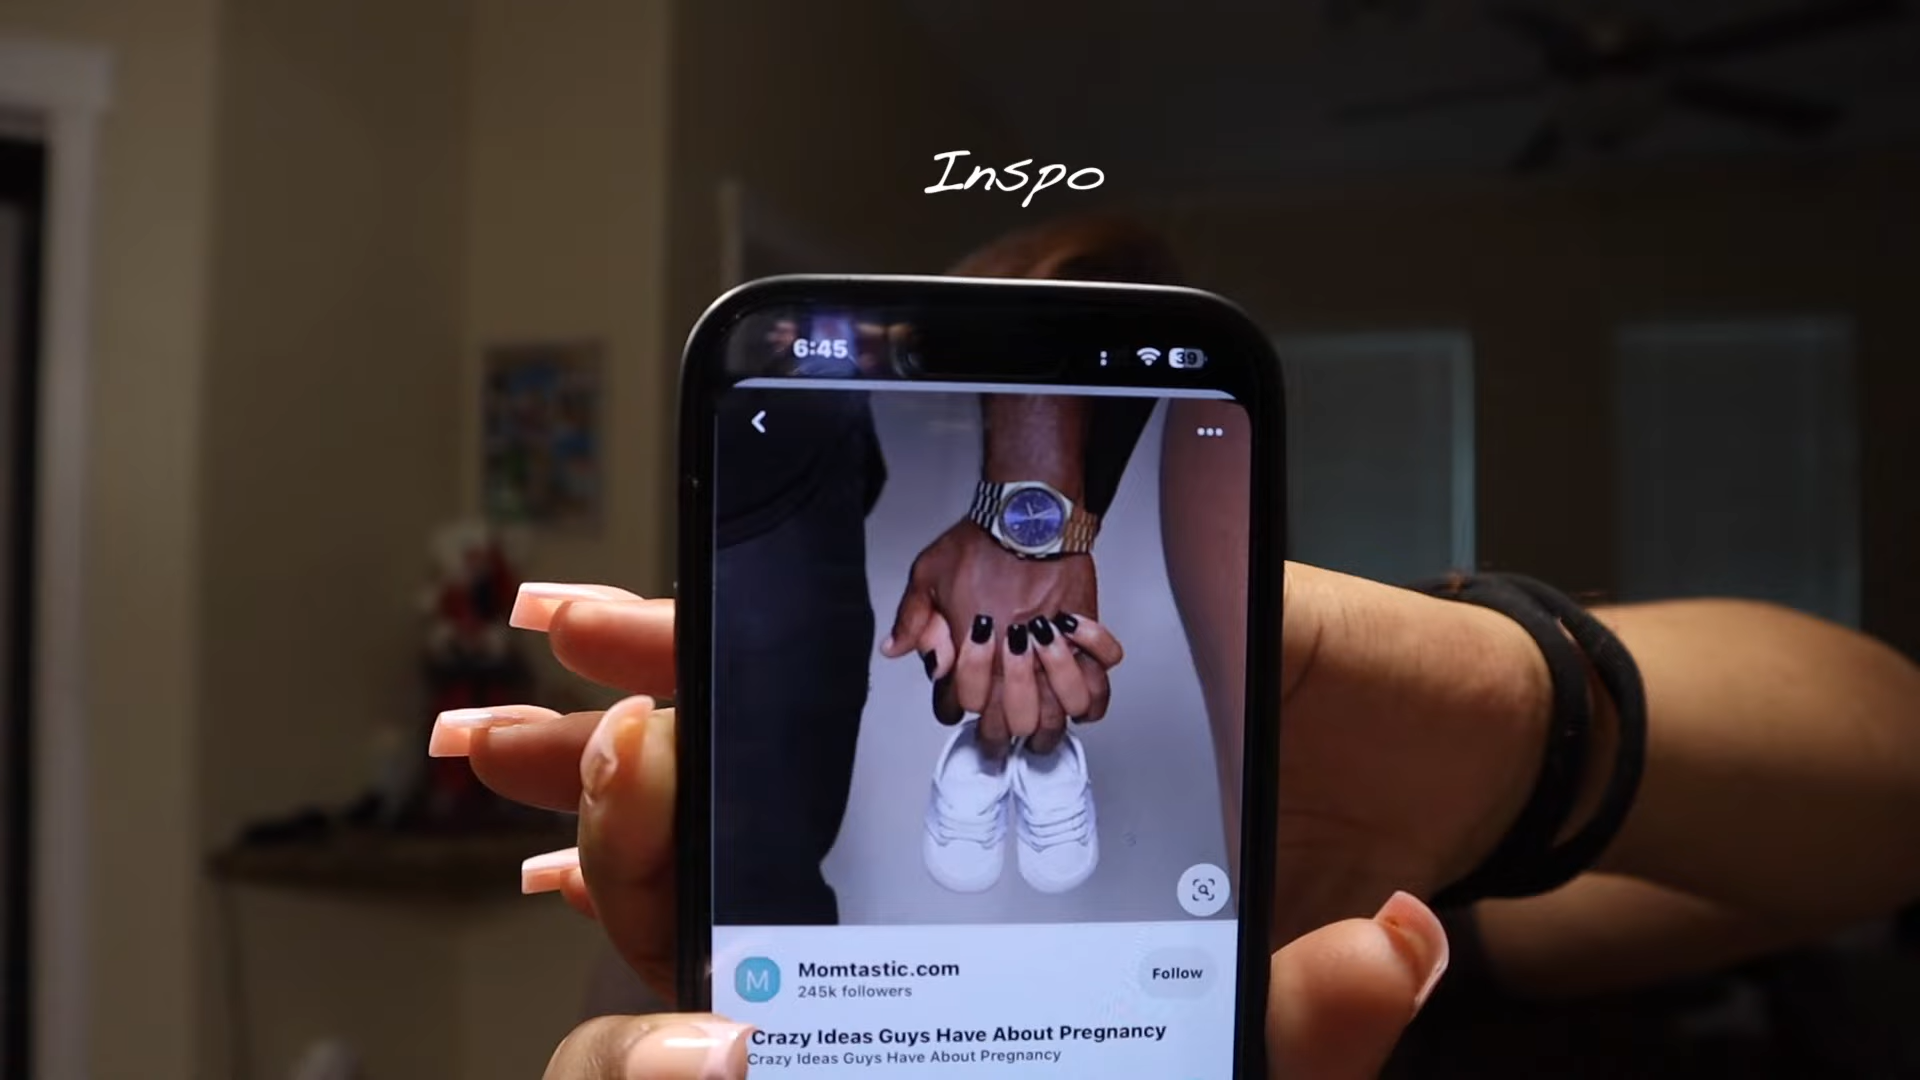 Inspo
6:45
39
M
Momtastic.com
245k followers
Follow
Crazy Ideas Guys Have About Pregnancy
Crazy Ideas Guys Have About Pregnancy